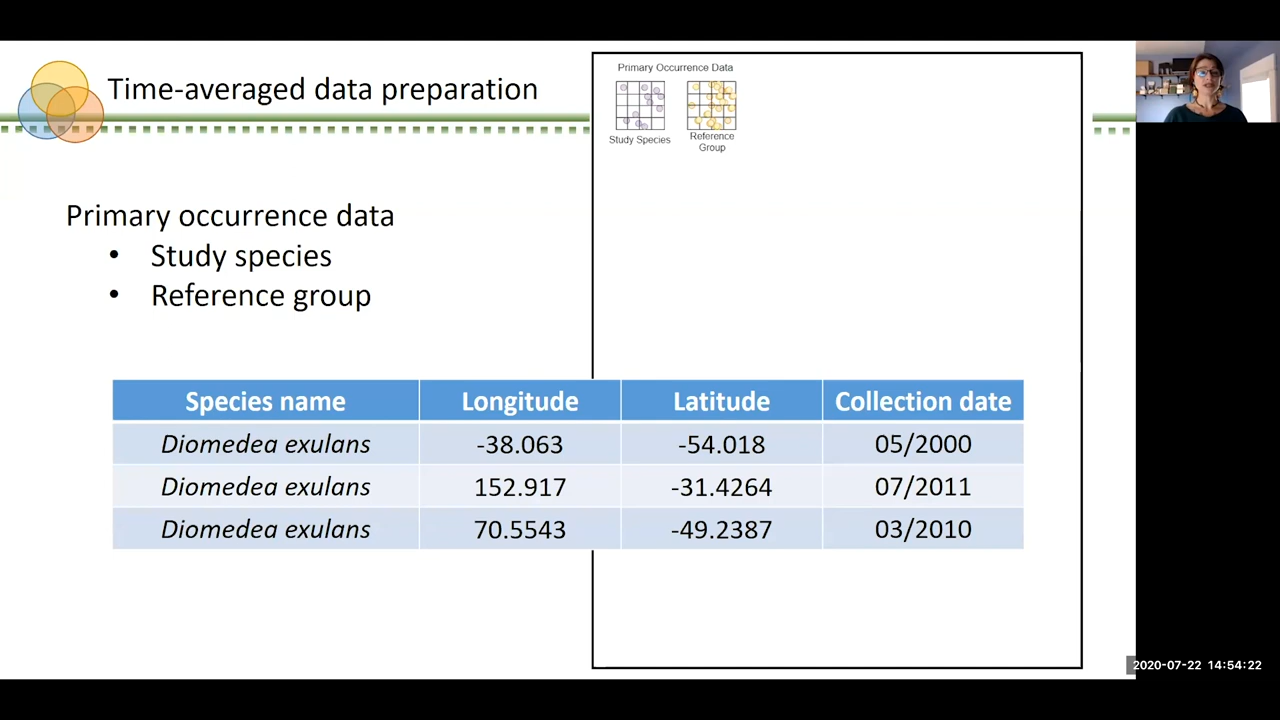 Time-averaged data preparation
Primary Occurrence Data
Study Species
Reference
Group
Primary occurrence data
• Study species
• Reference group
Species name Longitude Latitude Collection date
Diomedea exulans -38.063 -54.018 05/2000
Diomedea exulans 152.917 -31.4264 07/2011
Diomedea exulans 70.5543 -49.2387 03/2010
2020-07-22 14:54:22